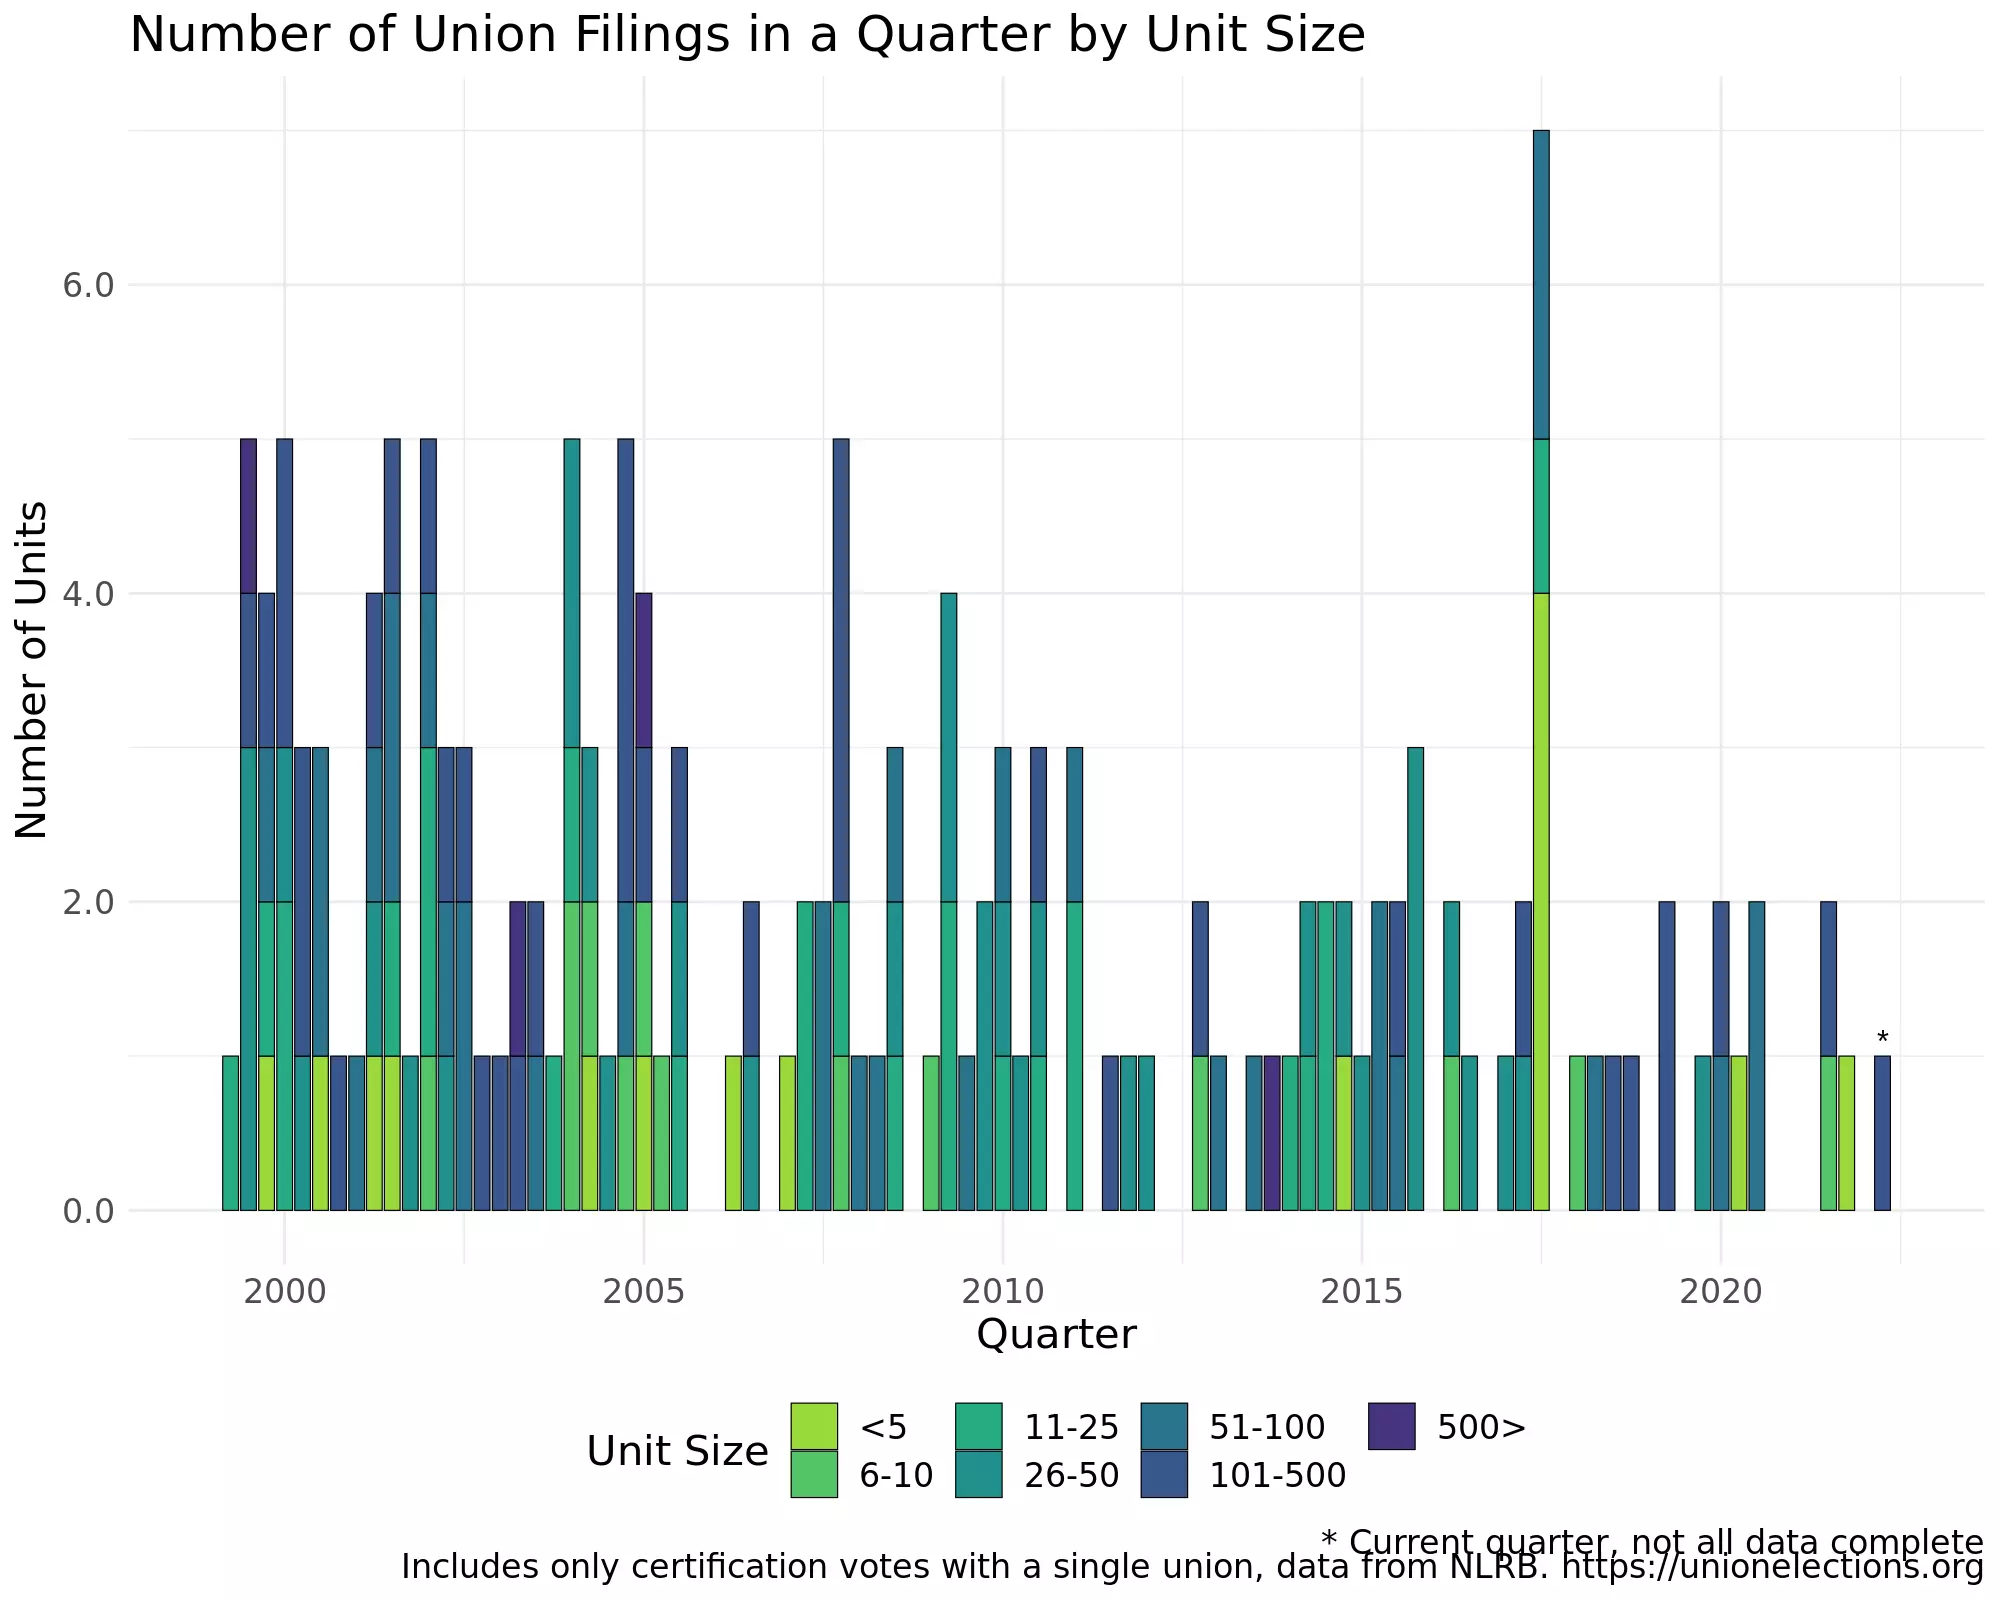 Number of Union Filings in a Quarter by Unit Size
Number of Units
6.0
4.0
2.0
0.0
*
2000 2005 2010 2015 2020
Quarter
Unit Size
<5 11-25 51-100 500>
6-10 26-50 101-500
* Current quarter, not all data complete
Includes only certification votes with a single union, data from NLRB. https://unionelections.org